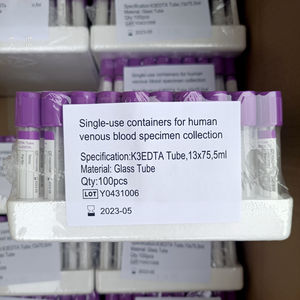 Single-use containers for human
venous blood specimen collection
Specification:K3EDTA Tube,13x75,5ml
Material: Glass Tube
Qty:100pcs
LOT Y0431006
2023-05